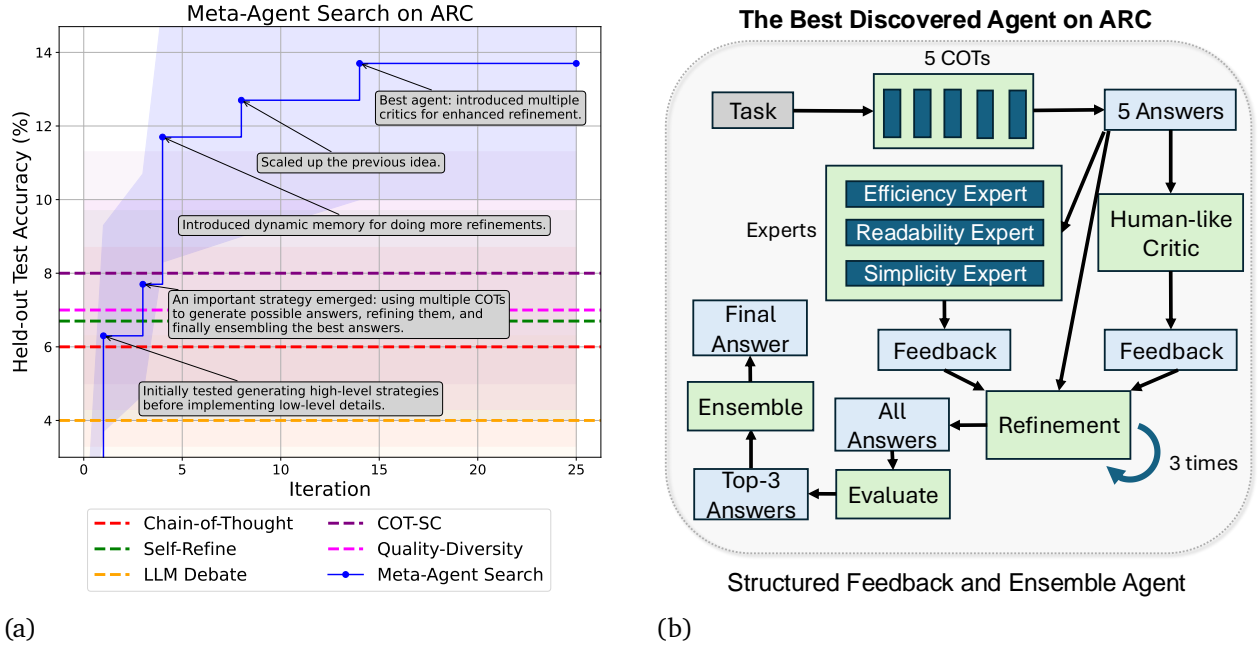 Meta-Agent Search on ARC
Held-out Test Accuracy (%)
14
12
10
8
6
4
0
5
10
15
20
25
Iteration
Best agent: introduced multiple
critics for enhanced refinement.
Scaled up the previous idea.
Introduced dynamic memory for doing more refinements.
An important strategy emerged: using multiple COTs
to generate possible answers, refining them, and
finally ensembling the best answers.
Initially tested generating high-level strategies
before implementing low-level details.
Chain-of-Thought
Self-Refine
LLM Debate
COT-SC
Quality-Diversity
Meta-Agent Search
(a)
The Best Discovered Agent on ARC
5 COTs
Task
5 Answers
Efficiency Expert
Readability Expert
Simplicity Expert
Experts
Human-like
Critic
Final
Answer
Feedback
Feedback
Ensemble
All
Answers
Refinement
3 times
Top-3
Answers
Evaluate
Structured Feedback and Ensemble Agent
(b)